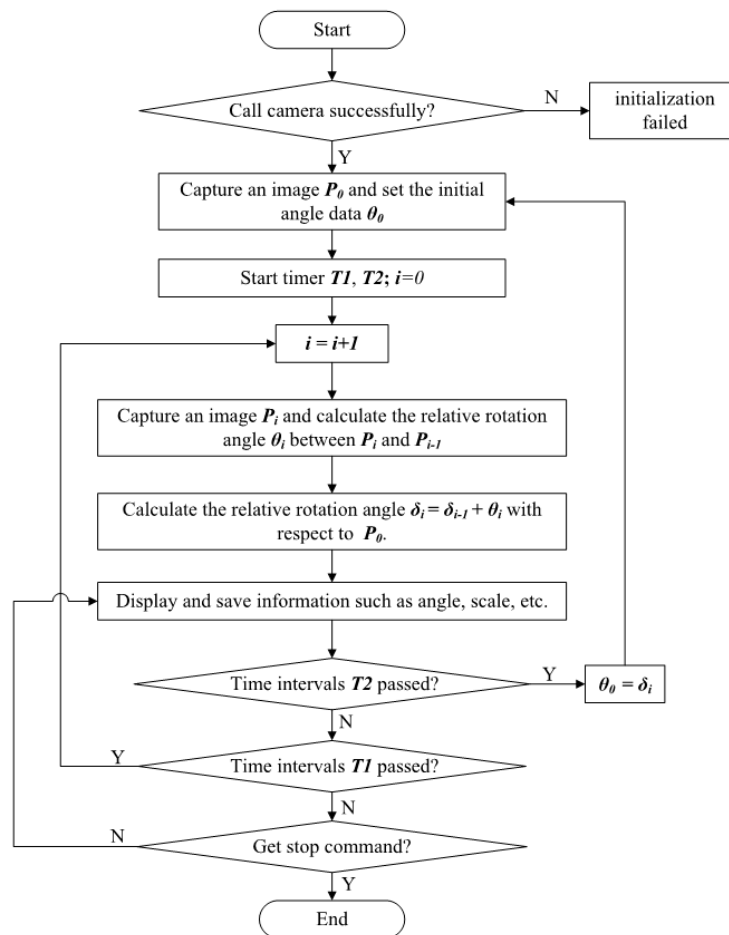 Start
Call camera successfully?
N
initialization
failed
Y
Capture an image P₀ and set the initial
angle data θ₀
Start timer T1, T2; i=0
i = i+1
Capture an image Pᵢ and calculate the relative rotation
angle θᵢ between Pᵢ and Pᵢ₋₁
Calculate the relative rotation angle δᵢ = δᵢ₋₁ + θᵢ with
respect to P₀.
Display and save information such as angle, scale, etc.
Time intervals T2 passed?
Y
θ₀ = δᵢ
N
Y
Time intervals T1 passed?
N
N
Get stop command?
Y
End